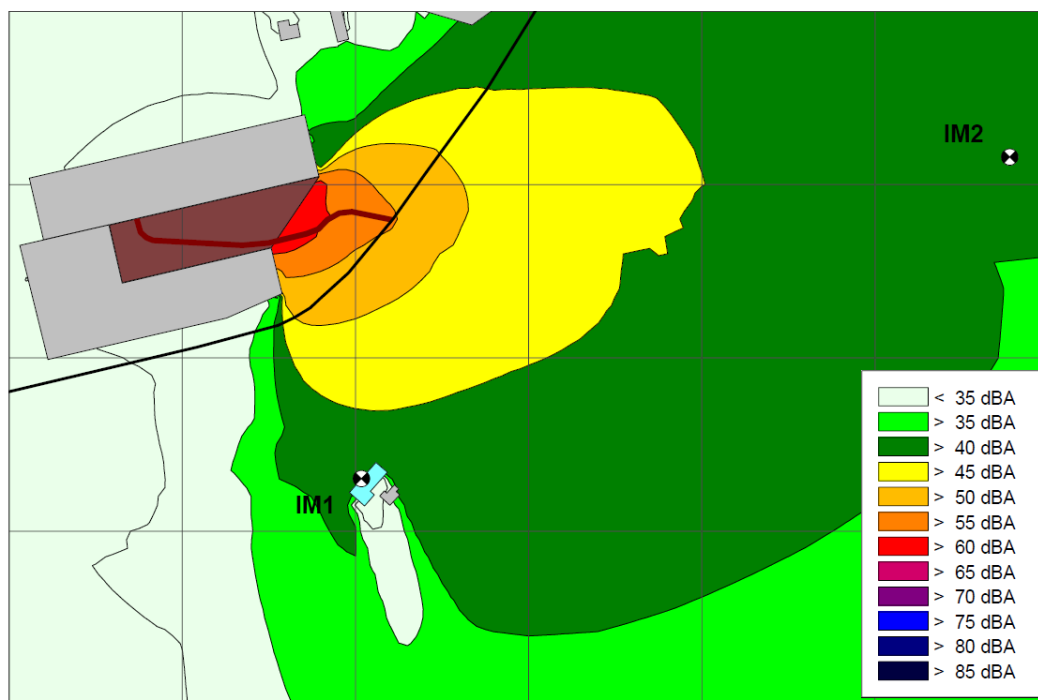 IM2
IM1
< 35 dBA
> 35 dBA
> 40 dBA
> 45 dBA
> 50 dBA
> 55 dBA
> 60 dBA
> 65 dBA
> 70 dBA
> 75 dBA
> 80 dBA
> 85 dBA